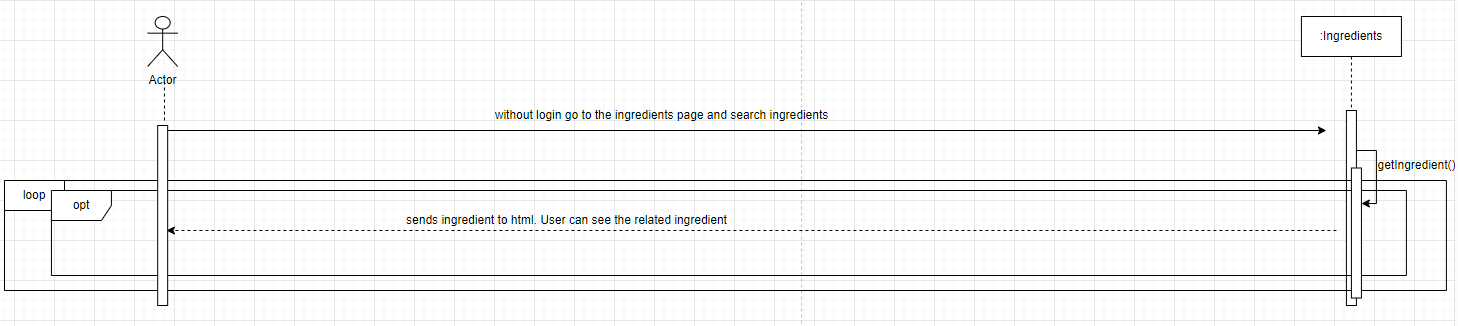 Actor
:Ingredients
without login go to the ingredients page and search ingredients
getIngredient()
loop
opt
sends ingredient to html. User can see the related ingredient